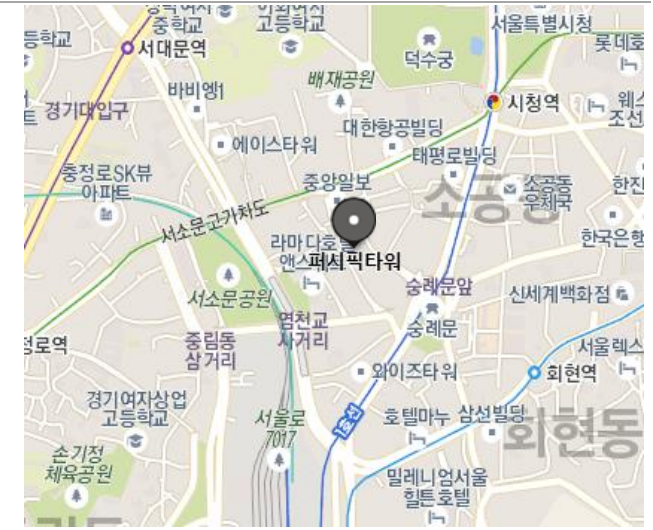 중학교
고등학교
등학교
서울특별시청
롯데호
서대문역
덕수궁
배재공원
바비엥1
경기대입구
시청역
웨스
조선
대한항공빌딩
에이스타워
태평로빌딩
충정로SK뷰
아파트
중앙일보
소공동
소공동
우체국
한진
서소문고가차도
라마다호텔
앤스
퍼시픽타워
한국은행
숭례문앞
신세계백화점
서소문공원
염천교
사거리
숭례문
정로역
중림동
삼거리
서울렉스
와이즈타워
회현역
경기여자상업
고등학교
서울로
7017
1호선
호텔마누
삼선빌딩
회현동
손기정
체육공원
밀레니엄서울
힐튼호텔